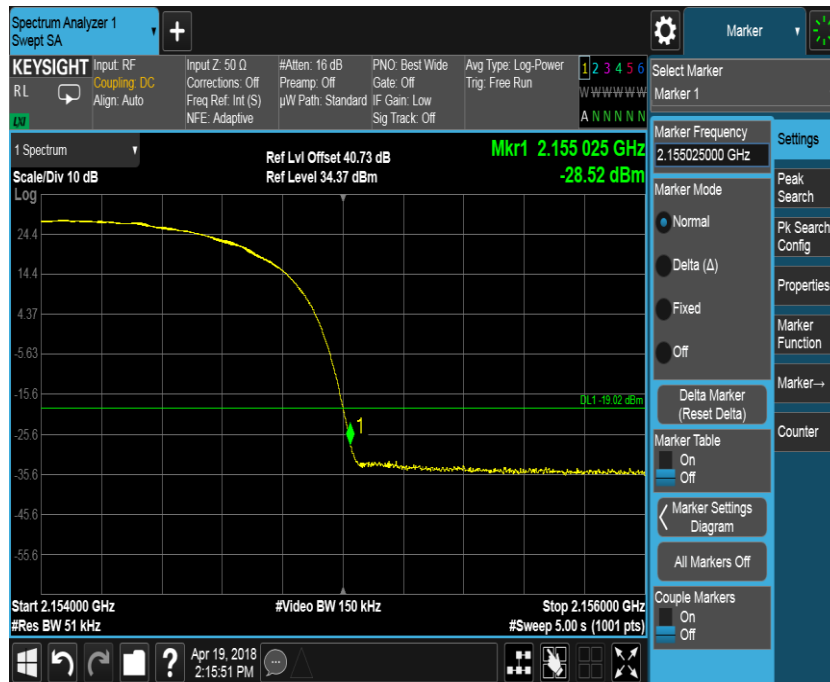 Spectrum Analyzer 1
Swept SA
+
Marker
KEYSIGHT
RL
LXI
Input: RF
Coupling: DC
Align: Auto
Input Z: 50 Ω
Corrections: Off
Freq Ref: Int (S)
NFE: Adaptive
#Atten: 16 dB
Preamp: Off
µW Path: Standard
PNO: Best Wide
Gate: Off
IF Gain: Low
Sig Track: Off
Avg Type: Log-Power
Trig: Free Run
1 2 3 4 5 6
W W W W W W
A N N N N N
Select Marker
Marker 1
1 Spectrum
Scale/Div 10 dB
Log
Ref Lvl Offset 40.73 dB
Ref Level 34.37 dBm
Mkr1 2.155 025 GHz
-28.52 dBm
24.4
14.4
4.37
-5.63
-15.6
-25.6
-35.6
-45.6
-55.6
DL1 -19.02 dBm
1
Start 2.154000 GHz
#Res BW 51 kHz
#Video BW 150 kHz
Stop 2.156000 GHz
#Sweep 5.00 s (1001 pts)
Marker Frequency
2.155025000 GHz
Marker Mode
Normal
Delta (Δ)
Fixed
Off
Delta Marker
(Reset Delta)
Marker Table
On
Off
Marker Settings
Diagram
All Markers Off
Couple Markers
On
Off
Settings
Peak
Search
Pk Search
Config
Properties
Marker
Function
Marker→
Counter
?
Apr 19, 2018
2:15:51 PM